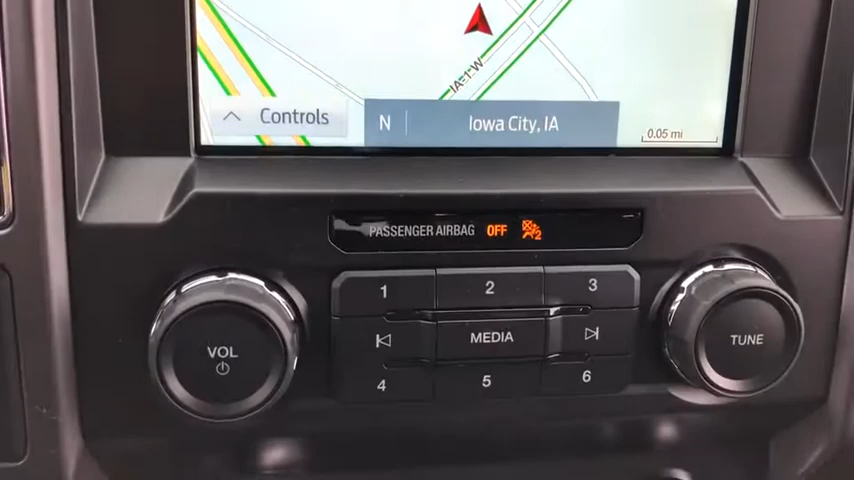 IA-1 W
Controls
N
Iowa City, IA
0.05 mi
PASSENGER AIRBAG OFF 2
1 2 3
MEDIA
4 5 6
VOL
TUNE